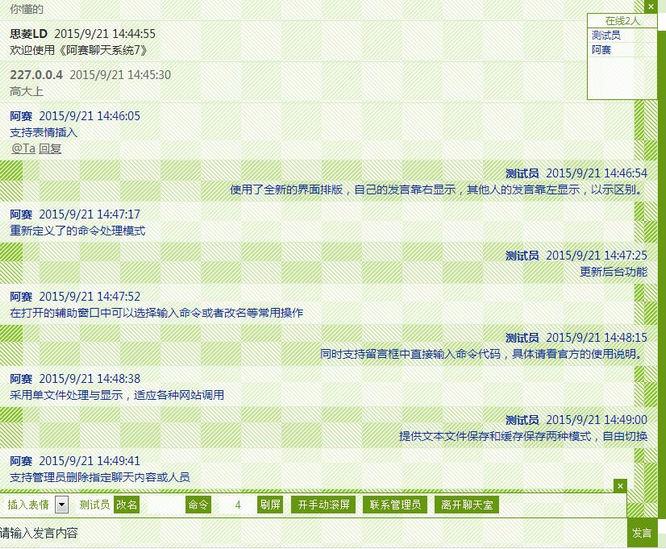 你懂的
×
在线2人
测试员
阿赛
思菱LD 2015/9/21 14:44:55
欢迎使用《阿赛聊天系统7》
227.0.0.4 2015/9/21 14:45:30
高大上
阿赛 2015/9/21 14:46:05
支持表情插入
@Ta 回复
测试员 2015/9/21 14:46:54
使用了全新的界面排版，自己的发言靠右显示，其他人的发言靠左显示，以示区别。
阿赛 2015/9/21 14:47:17
重新定义了的命令处理模式
测试员 2015/9/21 14:47:25
更新后台功能
阿赛 2015/9/21 14:47:52
在打开的辅助窗口中可以选择输入命令或者改名等常用操作
测试员 2015/9/21 14:48:15
同时支持留言框中直接输入命令代码，具体请看官方的使用说明。
阿赛 2015/9/21 14:48:38
采用单文件处理与显示，适应各种网站调用
测试员 2015/9/21 14:49:00
提供文本文件保存和缓存保存两种模式，自由切换
阿赛 2015/9/21 14:49:41
支持管理员删除指定聊天内容或人员
×
插入表情 测试员 改名 命令 4 刷屏 开手动滚屏 联系管理员 离开聊天室
请输入发言内容 发言